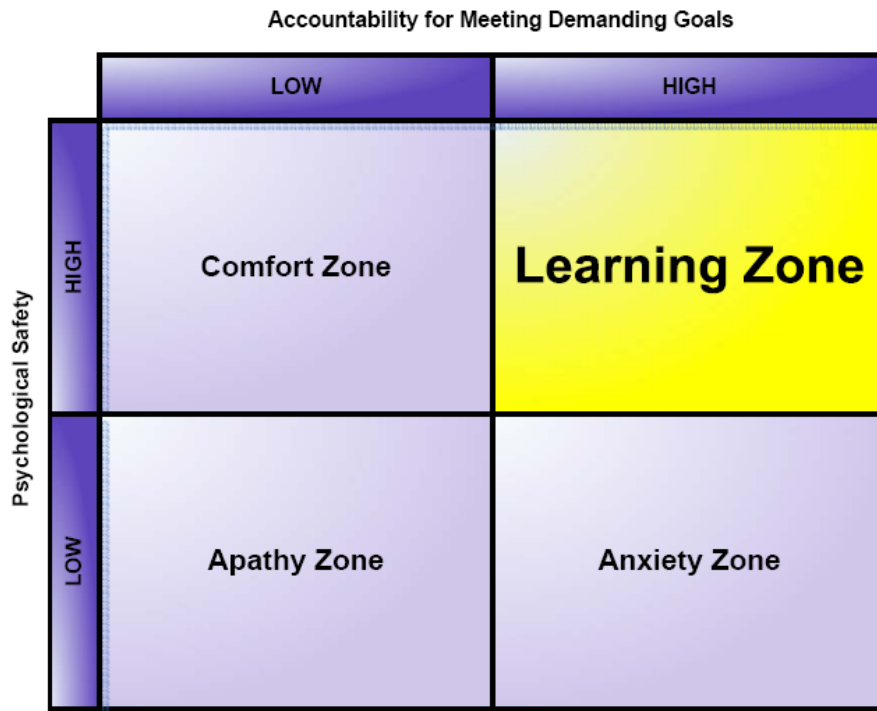 Accountability for Meeting Demanding Goals
LOW
HIGH
Psychological Safety
HIGH
Comfort Zone
Learning Zone
LOW
Apathy Zone
Anxiety Zone